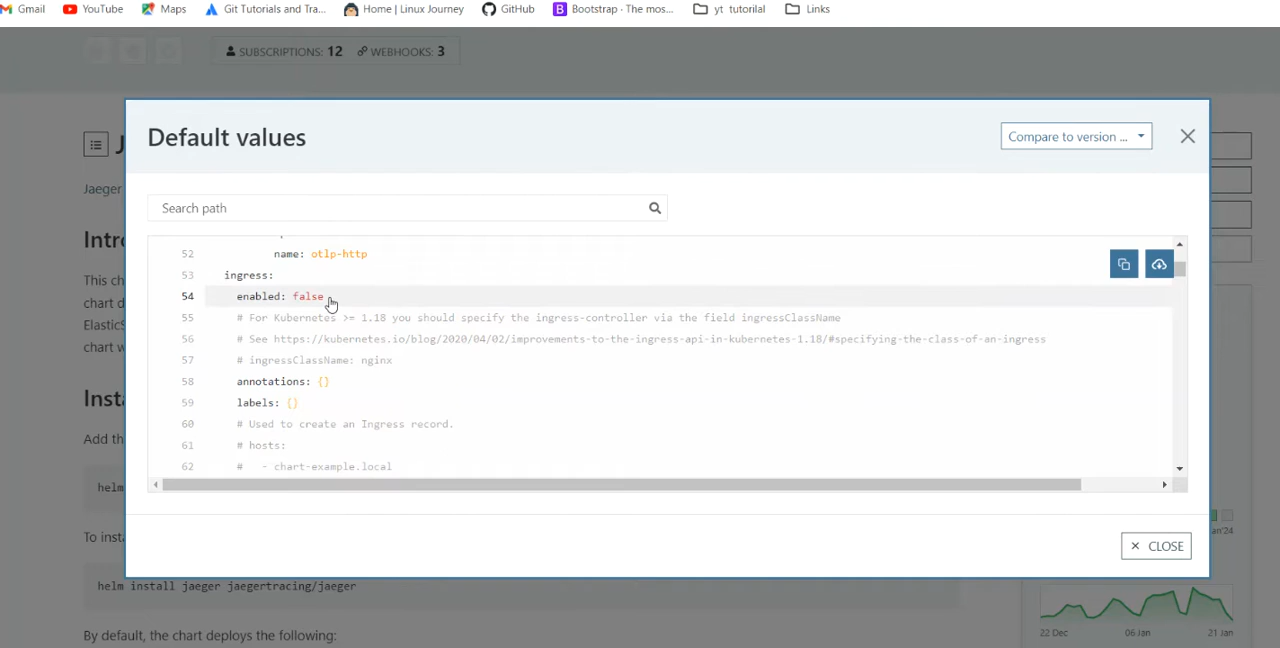 Gmail YouTube Maps Git Tutorials and Tra... Home | Linux Journey GitHub Bootstrap · The mos... yt tutorilal Links
SUBSCRIPTIONS: 12 WEBHOOKS: 3
Default values
Compare to version ...
Jaeger
Search path
52 name: otlp-http
53 ingress:
54 enabled: false
55 # For Kubernetes >= 1.18 you should specify the ingress-controller via the field ingressClassName
56 # See https://kubernetes.io/blog/2020/04/02/improvements-to-the-ingress-api-in-kubernetes-1.18/#specifying-the-class-of-an-ingress
57 # ingressClassName: nginx
58 annotations: {}
59 labels: {}
60 # Used to create an Ingress record.
61 # hosts:
62 # - chart-example.local
This ch
chart d
ElasticS
chart w
Add th
helm
To insta
CLOSE
helm install jaeger jaegertracing/jaeger
By default, the chart deploys the following:
22 Dec 06 Jan 21 Jan